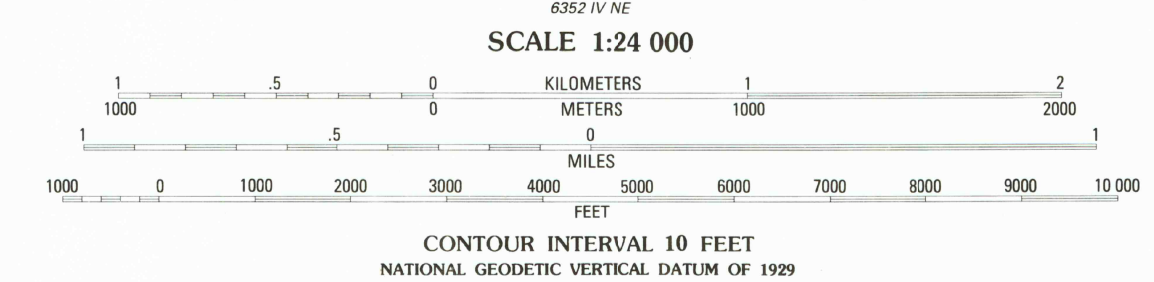 6352 IV NE
SCALE 1:24 000
1 .5 0 KILOMETERS 1 2
1000 0 METERS 1000 2000
1 .5 0 1
MILES
1000 0 1000 2000 3000 4000 5000 6000 7000 8000 9000 10 000
FEET
CONTOUR INTERVAL 10 FEET
NATIONAL GEODETIC VERTICAL DATUM OF 1929